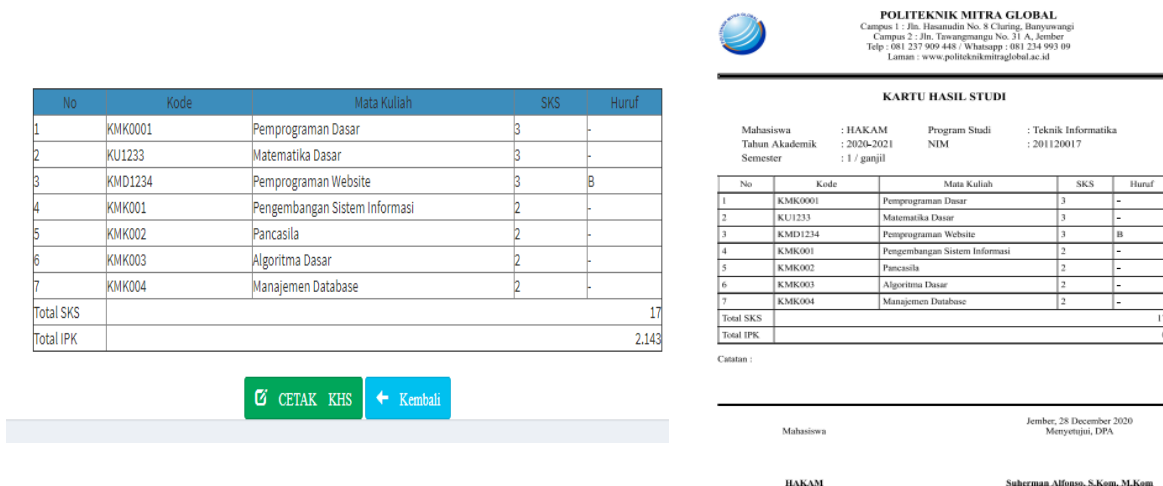 No Kode Mata Kuliah SKS Huruf
1 KMK0001 Pemprograman Dasar 3 -
2 KU1233 Matematika Dasar 3 -
3 KMD1234 Pemprograman Website 3 B
4 KMK001 Pengembangan Sistem Informasi 2 -
5 KMK002 Pancasila 2 -
6 KMK003 Algoritma Dasar 2 -
7 KMK004 Manajemen Database 2 -
Total SKS 17
Total IPK 2.143
CETAK KHS Kembali
POLITEKNIK MITRA GLOBAL
Campus 1 : Jln. Hasanudin No. 8 Cluring, Banyuwangi
Campus 2 : Jln. Tawangmangu No. 31 A, Jember
Telp : 081 237 909 448 / Whatsapp : 081 234 993 09
Laman : www.politeknikmitraglobal.ac.id
KARTU HASIL STUDI
Mahasiswa : HAKAM Program Studi : Teknik Informatika
Tahun Akademik : 2020-2021 NIM : 201120017
Semester : 1 / ganjil
No Kode Mata Kuliah SKS Huruf
1 KMK0001 Pemprograman Dasar 3 -
2 KU1233 Matematika Dasar 3 -
3 KMD1234 Pemprograman Website 3 B
4 KMK001 Pengembangan Sistem Informasi 2 -
5 KMK002 Pancasila 2 -
6 KMK003 Algoritma Dasar 2 -
7 KMK004 Manajemen Database 2 -
Total SKS
Total IPK
Catatan :
Jember, 28 December 2020
Mahasiswa Menyetujui, DPA
HAKAM Suherman Alfonso, S.Kom, M.Kom